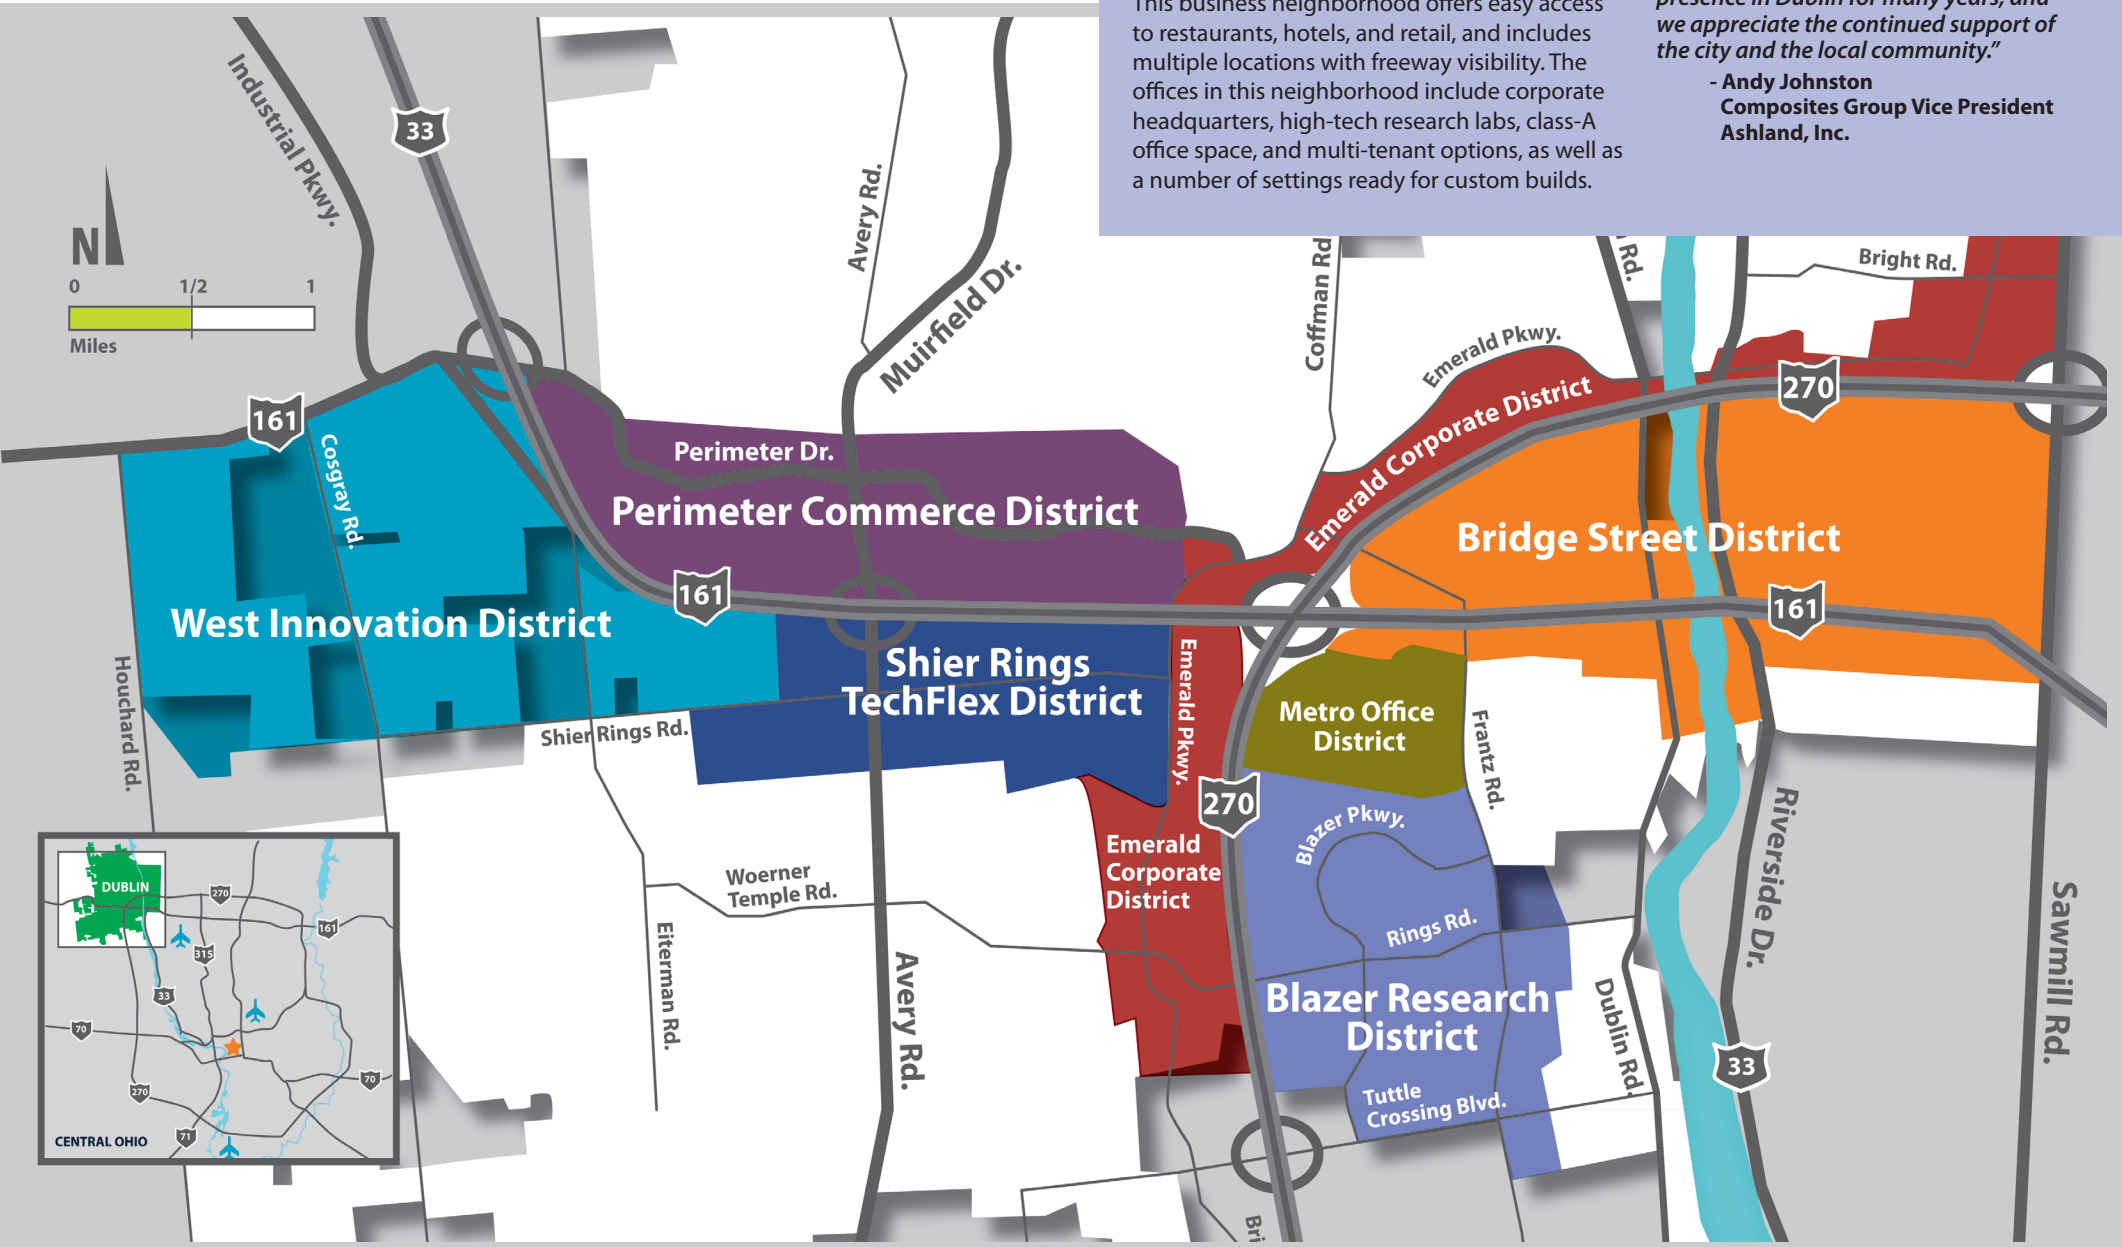 This business neighborhood offers easy access
to restaurants, hotels, and retail, and includes
multiple locations with freeway visibility. The
offices in this neighborhood include corporate
headquarters, high-tech research labs, class-A
office space, and multi-tenant options, as well as
a number of settings ready for custom builds.
presence in Dublin for many years, and
we appreciate the continued support of
the city and the local community.”
- Andy Johnston
Composites Group Vice President
Ashland, Inc.
Industrial Pkwy.
33
N
0 1/2 1
Miles
Avery Rd.
Muirfield Dr.
Coffman Rd
Rd.
Bright Rd.
Emerald Pkwy.
270
161
Cosgray Rd.
Perimeter Dr.
Perimeter Commerce District
Emerald Corporate District
Bridge Street District
161
161
West Innovation District
Shier Rings
TechFlex District
Emerald Pkwy.
Metro Office
District
Frantz Rd.
Houchard Rd.
Shier Rings Rd.
270
Blazer Pkwy.
Riverside Dr.
Emerald
Corporate
District
Woerner
Temple Rd.
Eiterman Rd.
Avery Rd.
Rings Rd.
Blazer Research
District
Dublin Rd.
Sawmill Rd.
33
Tuttle
Crossing Blvd.
Bri
DUBLIN
270
161
315
33
70
270
70
71
CENTRAL OHIO